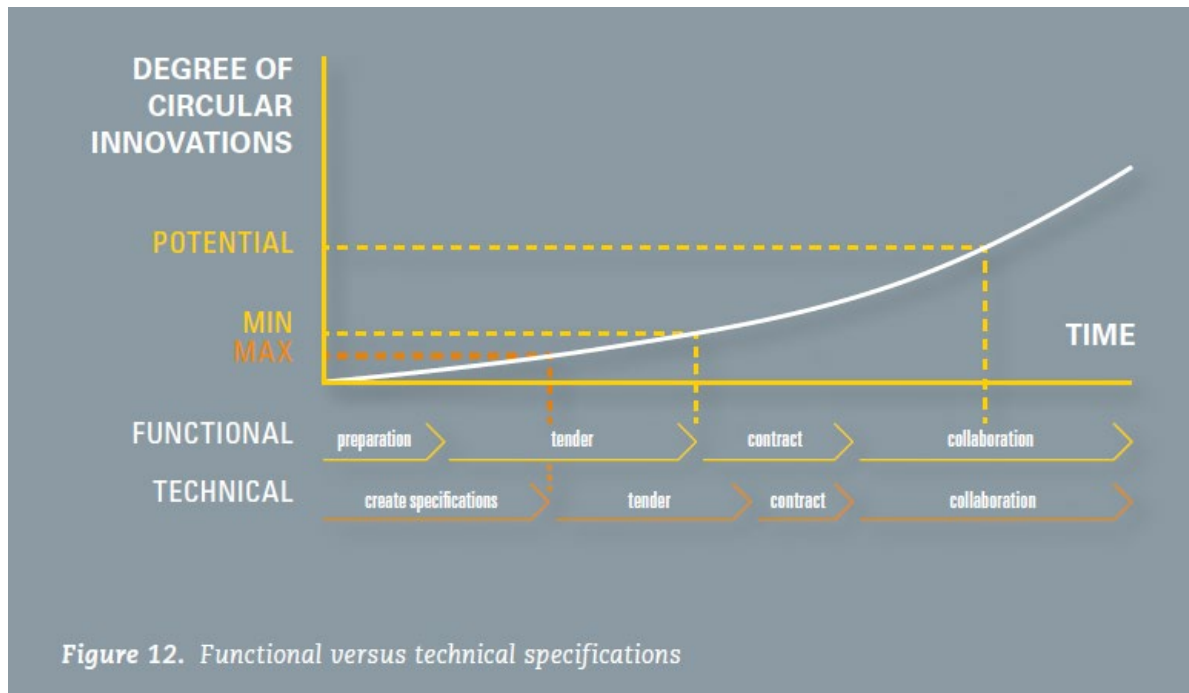 DEGREE OF
CIRCULAR
INNOVATIONS
POTENTIAL
MIN
MAX
TIME
FUNCTIONAL preparation tender contract collaboration
TECHNICAL create specifications tender contract collaboration
Figure 12. Functional versus technical specifications